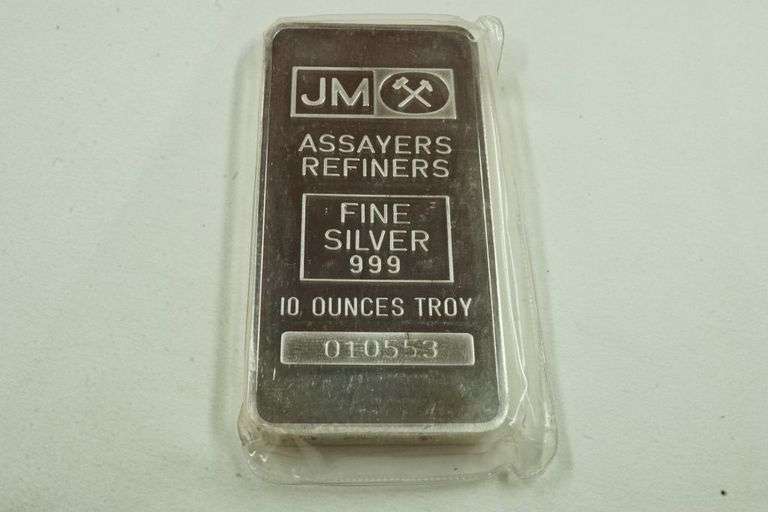 JM
ASSAYERS
REFINERS
FINE
SILVER
999
10 OUNCES TROY
010553